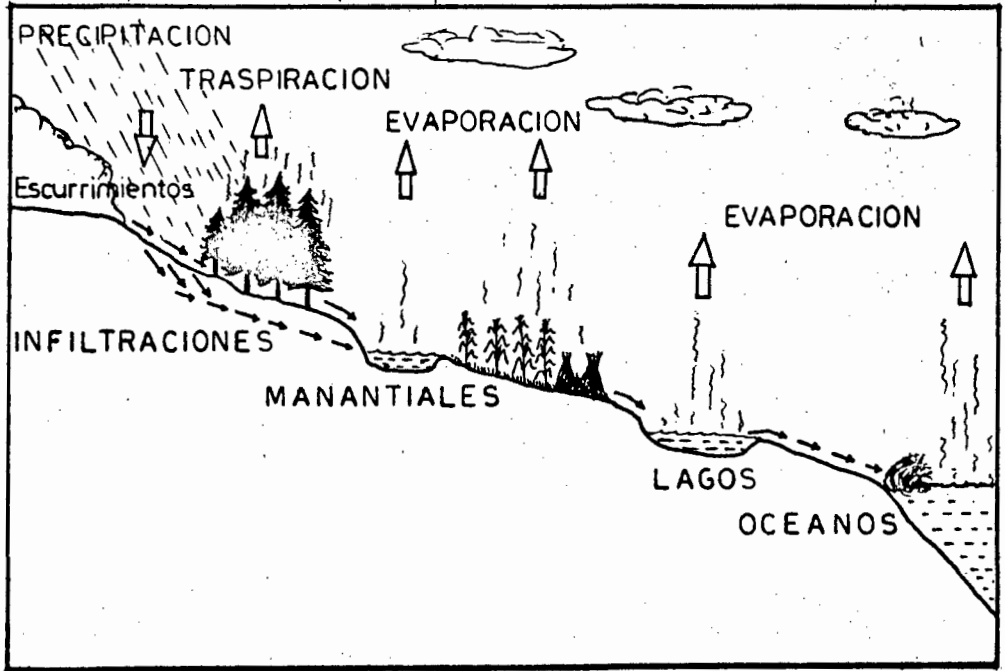 PRECIPITACION
TRASPIRACION
EVAPORACION
Escurrimientos
EVAPORACION
INFILTRACIONES
MANANTIALES
LAGOS
OCEANOS